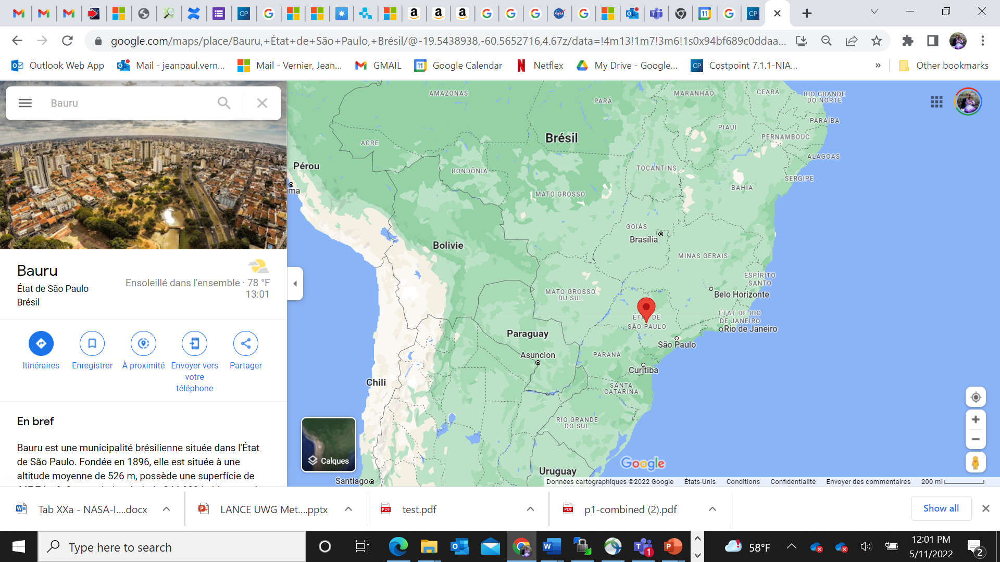 google.com/maps/place/Bauru,+État+de+São+Paulo,+Brésil/@-19.5438938,-60.5652716,4.67z/data=!4m13!1m7!3m6!1s0x94bf689c0ddaa...
Outlook Web App
Mail - jeanpaul.vern...
Mail - Vernier, Jean...
GMAIL
Google Calendar
Netflex
My Drive - Google...
Costpoint 7.1.1-NIA...
»
Other bookmarks
Bauru
Bauru
État de São Paulo
Brésil
Ensoleillé dans l'ensemble · 78 °F
13:01
Itinéraires
Enregistrer
À proximité
Envoyer vers
votre
téléphone
Partager
En bref
Bauru est une municipalité brésilienne située dans l'État
de São Paulo. Fondée en 1896, elle est située à une
altitude moyenne de 526 m, possède une superfície de
AMAZONAS
PARÁ
MARANHÃO
CEARÁ
RIO GRANDE
DO NORTE
PARAÍBA
PIAUÍ
PERNAMBOUC
Brésil
ACRE
ALAGOAS
Pérou
RONDÔNIA
TOCANTINS
SERGIPE
ima
MATO GROSSO
BAHIA
GOIÁS
Brasília
Bolivie
MINAS GERAIS
ESPÍRITO
SANTO
MATO GROSSO
DU SUL
Belo Horizonte
ÉTAT DE
SÃO PAULO
ÉTAT DE RIO
DE JANEIRO
Rio de Janeiro
Paraguay
São Paulo
Asuncion
PARANÁ
Curitiba
Chili
SANTA
CATARINA
RIO GRANDE
DO SUL
Calques
Google
Uruguay
Santiago
Données cartographiques ©2022 Google
États-Unis
Conditions
Confidentialité
Envoyer des commentaires
200 mi
Tab XXa - NASA-I....docx
LANCE UWG Met....pptx
test.pdf
p1-combined (2).pdf
Show all
Type here to search
58°F
12:01 PM
5/11/2022
2
1